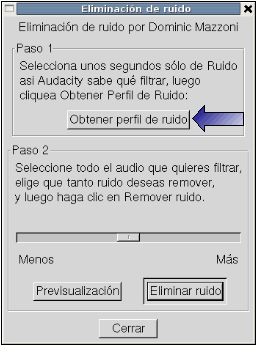 Eliminación de ruido
Eliminación de ruido por Dominic Mazzoni
Paso 1
Selecciona unos segundos sólo de Ruido
asi Audacity sabe qué filtrar, luego
cliquea Obtener Perfil de Ruido:
Obtener perfil de ruido
Paso 2
Seleccione todo el audio que quieres filtrar,
elige que tanto ruido deseas remover,
y luego haga clic en Remover ruido.
Menos Más
Previsualización Eliminar ruido
Cerrar